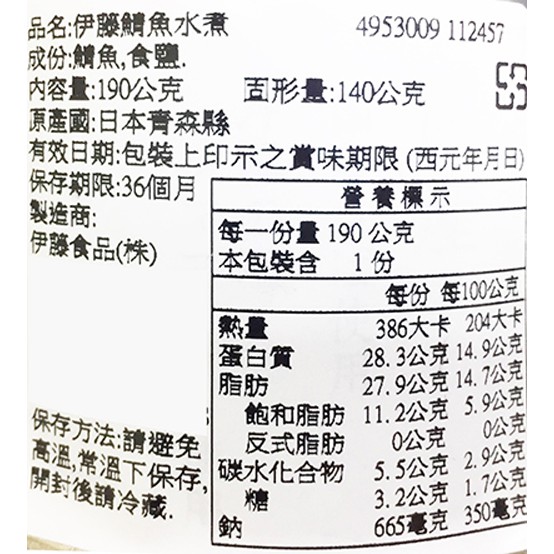 品名:伊藤鯖魚水煮 4953009 112457
成份:鯖魚,食鹽.
內容量:190公克 固形量:140公克
原產國:日本青森縣
有效日期:包裝上印示之賞味期限(西元年月日)
保存期限:36個月
製造商:
伊藤食品(株)
保存方法:請避免
高溫,常溫下保存,
開封後請冷藏.
營養標示
每一份量 190 公克
本包裝含 1 份
每份 每100公克
熱量 386大卡 204大卡
蛋白質 28.3公克 14.9公克
脂肪 27.9公克 14.7公克
飽和脂肪 11.2公克 5.9公克
反式脂肪 0公克 0公克
碳水化合物 5.5公克 2.9公克
糖 3.2公克 1.7公克
鈉 665毫克 350毫克